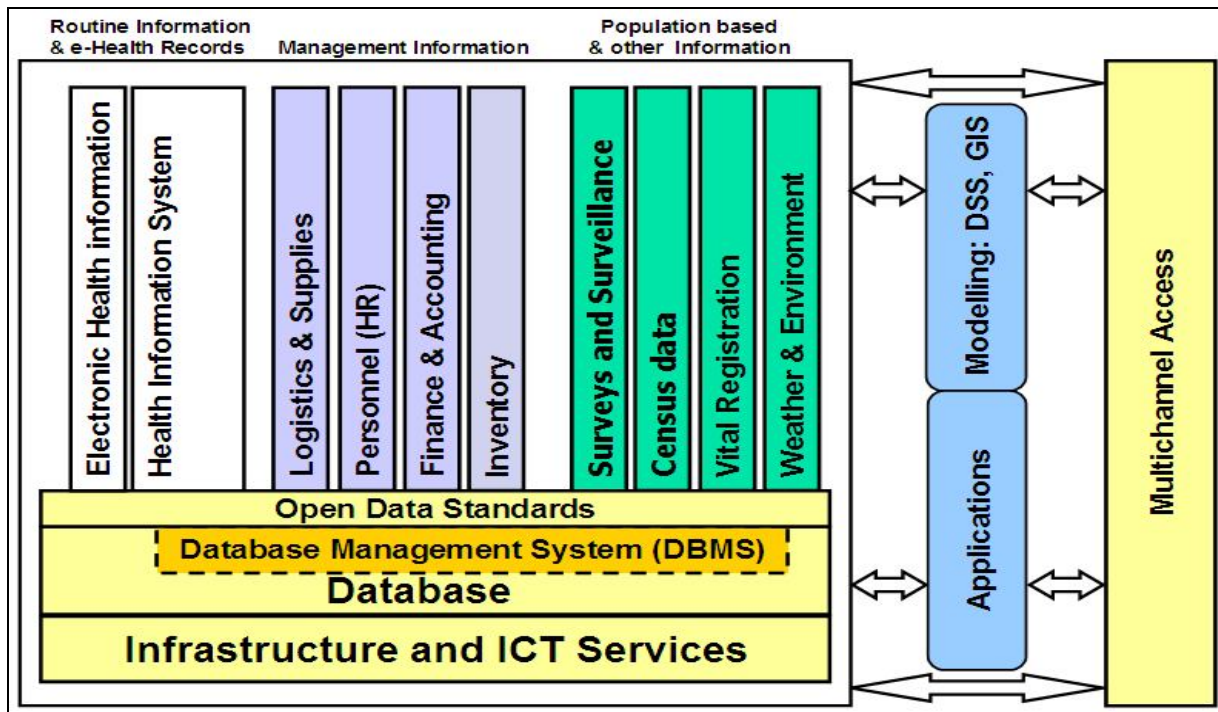 Routine Information
& e-Health Records
Management Information
Population based
& other Information
Electronic Health information
Health Information System
Logistics & Supplies
Personnel (HR)
Finance & Accounting
Inventory
Surveys and Surveillance
Census data
Vital Registration
Weather & Environment
Open Data Standards
Database Management System (DBMS)
Database
Infrastructure and ICT Services
Modelling: DSS, GIS
Applications
Multichannel Access